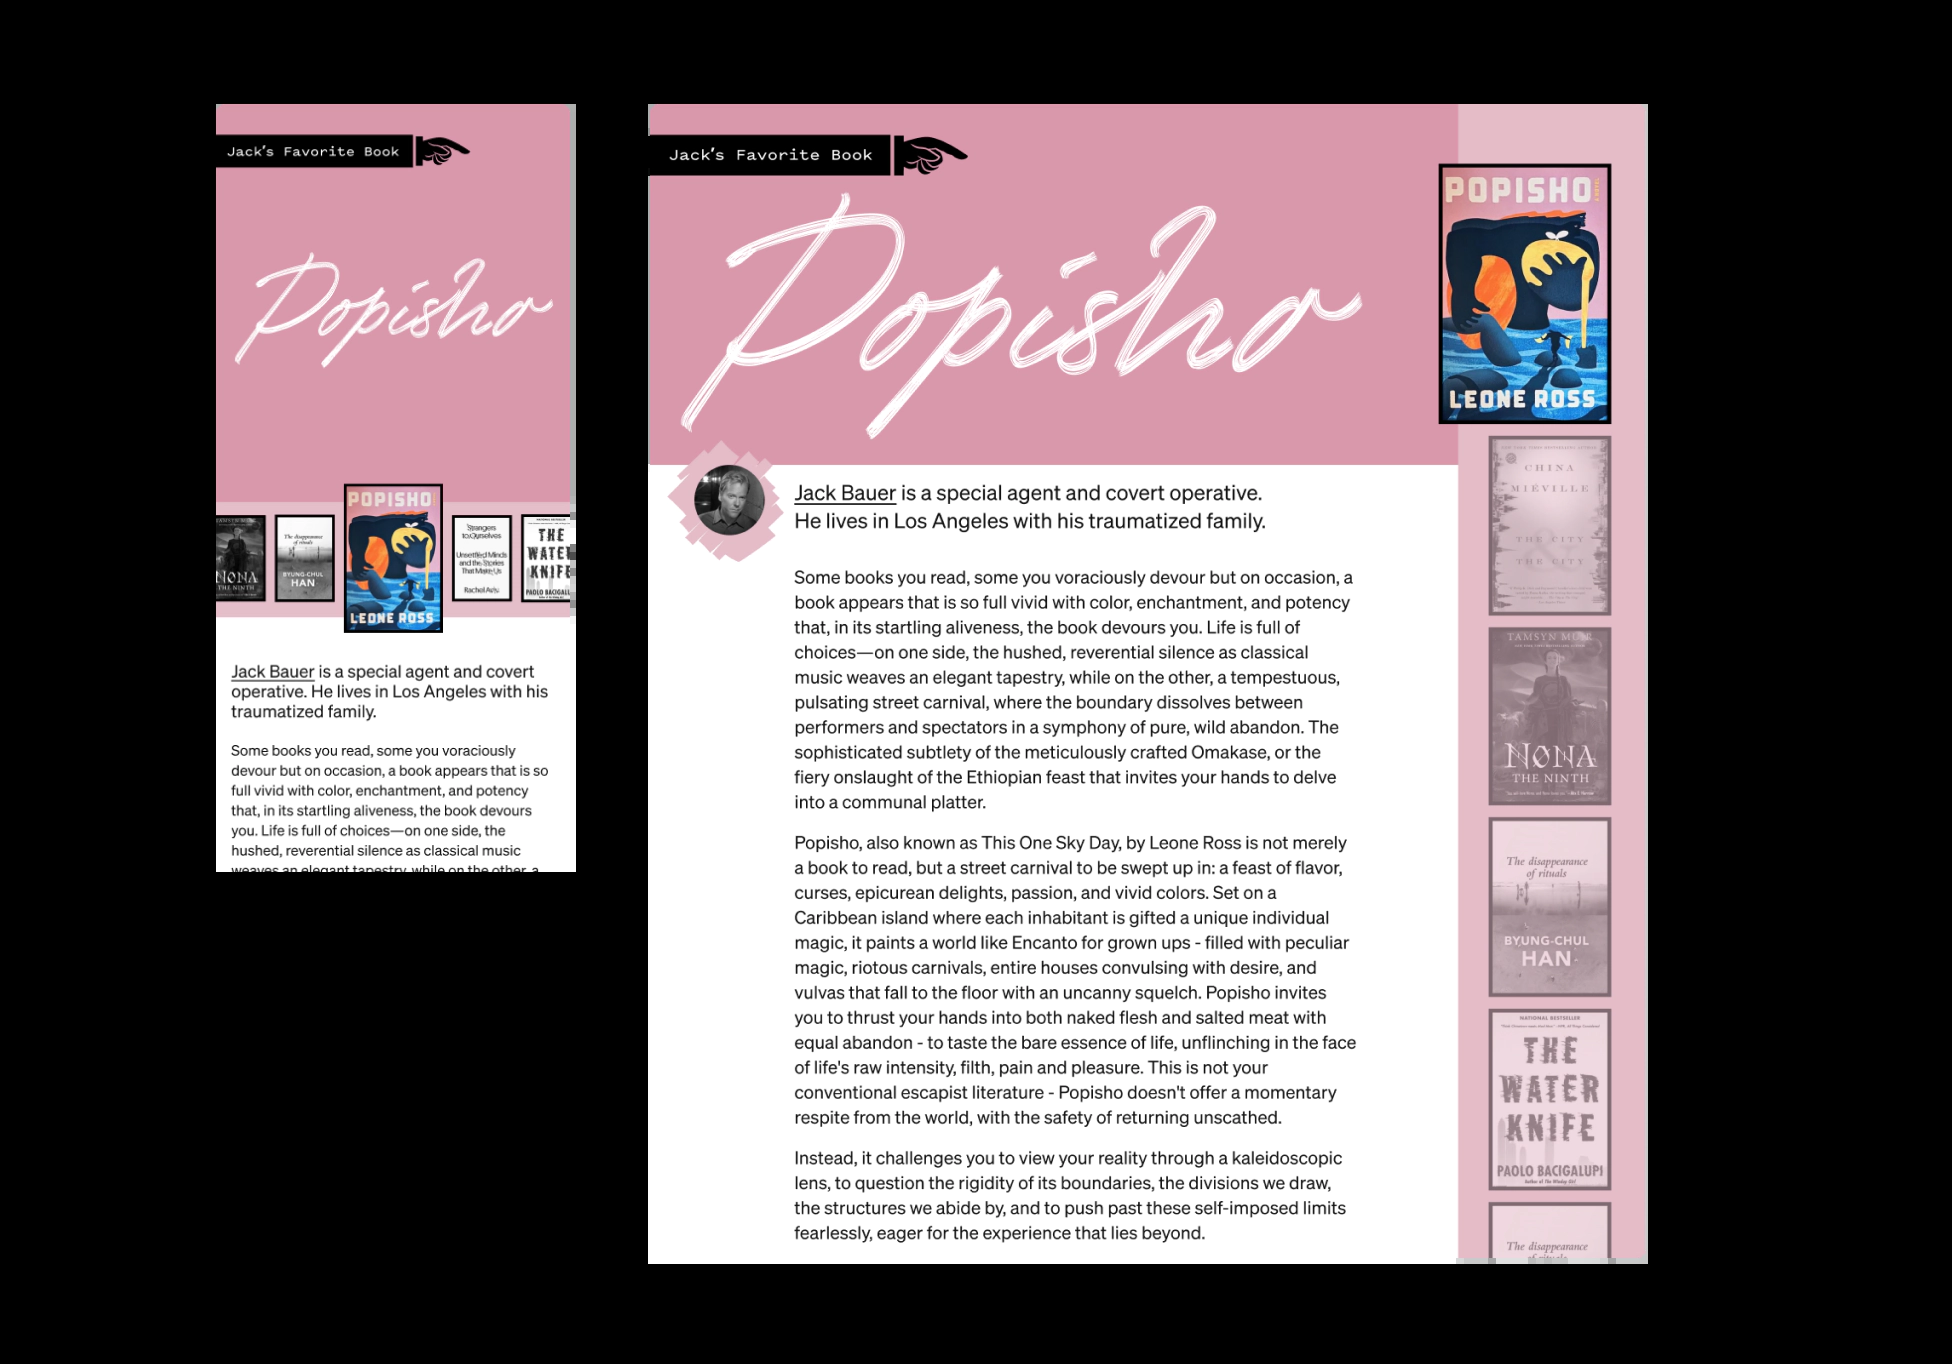 Jack's Favorite Book
Popisho
TAMSYN MUIR
NONA
THE NINTH
The disappearance
of rituals
BYUNG-CHUL
HAN
POPISHO
LEONE ROSS
Strangers
to Ourselves
Unsettled Minds
and the Stories
That Make Us
Rachel Aviv
THE
WATER
KNIFE
PAOLO BACIGALU
Jack Bauer is a special agent and covert
operative. He lives in Los Angeles with his
traumatized family.
Some books you read, some you voraciously
devour but on occasion, a book appears that is so
full vivid with color, enchantment, and potency
that, in its startling aliveness, the book devours
you. Life is full of choices—on one side, the
hushed, reverential silence as classical music
weaves an elegant tapestry, while on the other, a
Jack's Favorite Book
Popisho
Jack Bauer is a special agent and covert operative.
He lives in Los Angeles with his traumatized family.
Some books you read, some you voraciously devour but on occasion, a
book appears that is so full vivid with color, enchantment, and potency
that, in its startling aliveness, the book devours you. Life is full of
choices—on one side, the hushed, reverential silence as classical
music weaves an elegant tapestry, while on the other, a tempestuous,
pulsating street carnival, where the boundary dissolves between
performers and spectators in a symphony of pure, wild abandon. The
sophisticated subtlety of the meticulously crafted Omakase, or the
fiery onslaught of the Ethiopian feast that invites your hands to delve
into a communal platter.
Popisho, also known as This One Sky Day, by Leone Ross is not merely
a book to read, but a street carnival to be swept up in: a feast of flavor,
curses, epicurean delights, passion, and vivid colors. Set on a
Caribbean island where each inhabitant is gifted a unique individual
magic, it paints a world like Encanto for grown ups - filled with peculiar
magic, riotous carnivals, entire houses convulsing with desire, and
vulvas that fall to the floor with an uncanny squelch. Popisho invites
you to thrust your hands into both naked flesh and salted meat with
equal abandon - to taste the bare essence of life, unflinching in the face
of life's raw intensity, filth, pain and pleasure. This is not your
conventional escapist literature - Popisho doesn't offer a momentary
respite from the world, with the safety of returning unscathed.
Instead, it challenges you to view your reality through a kaleidoscopic
lens, to question the rigidity of its boundaries, the divisions we draw,
the structures we abide by, and to push past these self-imposed limits
fearlessly, eager for the experience that lies beyond.
POPISHO
LEONE ROSS
CHINA
MIÉVILLE
THE CITY
&
THE CITY
TAMSYN MUIR
NONA
THE NINTH
The disappearance
of rituals
BYUNG-CHUL
HAN
NATIONAL BESTSELLER
THE
WATER
KNIFE
PAOLO BACIGALUPI
Author of The Windup Girl
The disappearance
of rituals